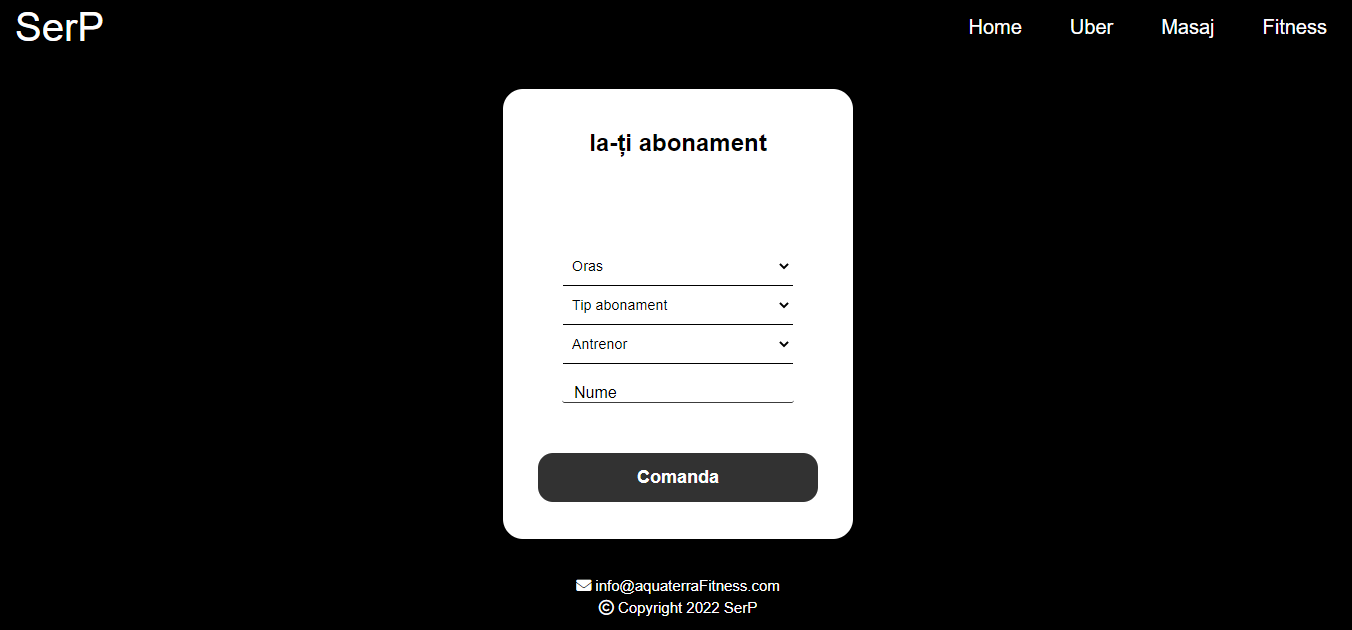 SerP
Home Uber Masaj Fitness
Ia-ți abonament
Oras
Tip abonament
Antrenor
Nume
Comanda
info@aquaterraFitness.com
© Copyright 2022 SerP